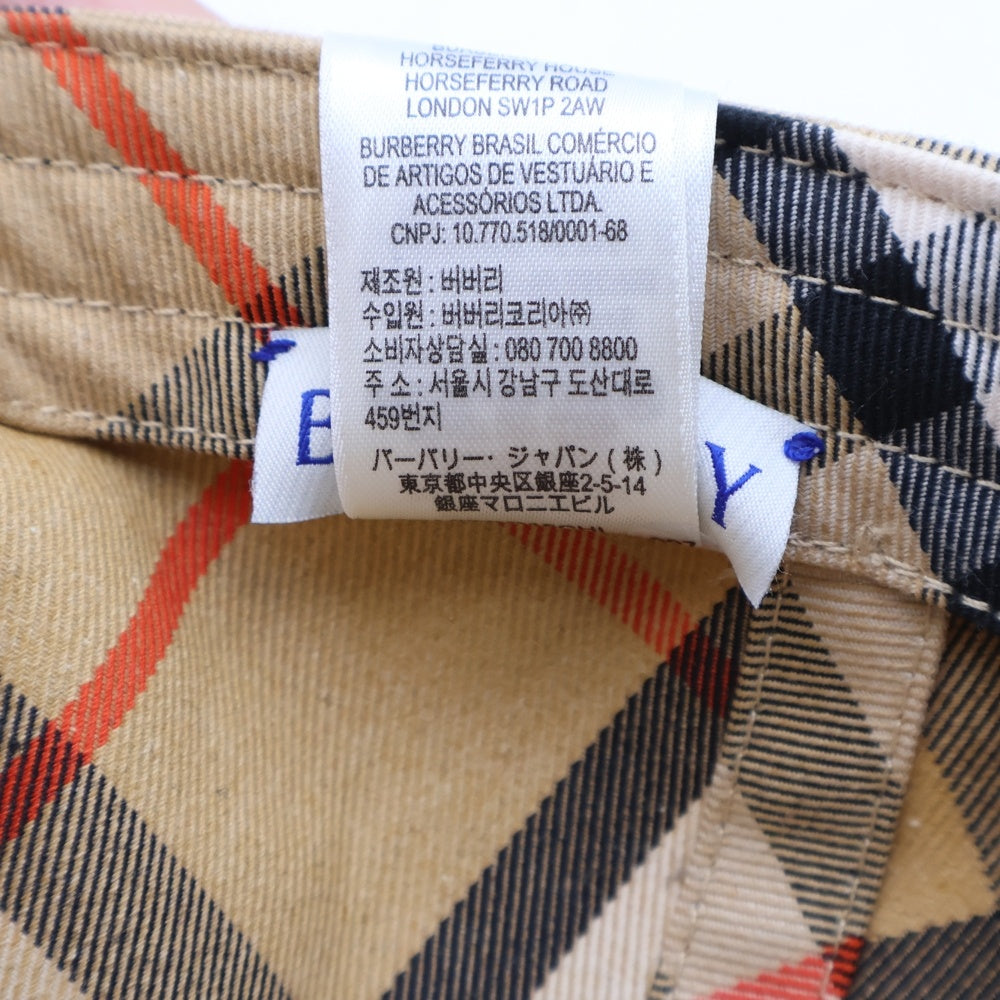 HORSEFERRY HOUSE
HORSEFERRY ROAD
LONDON SW1P 2AW
BURBERRY BRASIL COMÉRCIO
DE ARTIGOS DE VESTUÁRIO E
ACESSÓRIOS LTDA.
CNPJ: 10.770.518/0001-68
제조원 : 버버리
수입원 : 버버리코리아㈜
소비자상담실 : 080 700 8800
주 소 : 서울시 강남구 도산대로
459번지
バーバリー・ジャパン ( 株 )
東京都中央区銀座2-5-14
銀座マロニエビル
B
Y